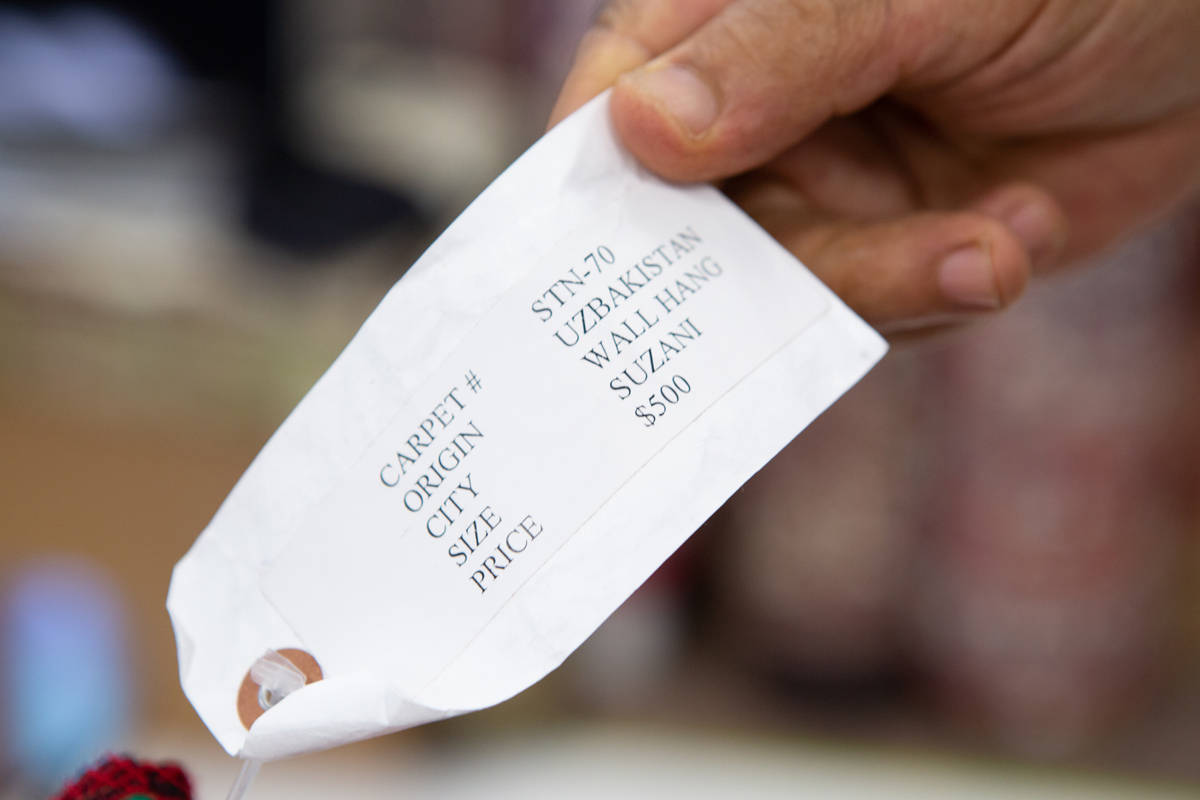 CARPET # STN-70
ORIGIN UZBAKISTAN
CITY WALL HANG
SIZE SUZANI
PRICE $500